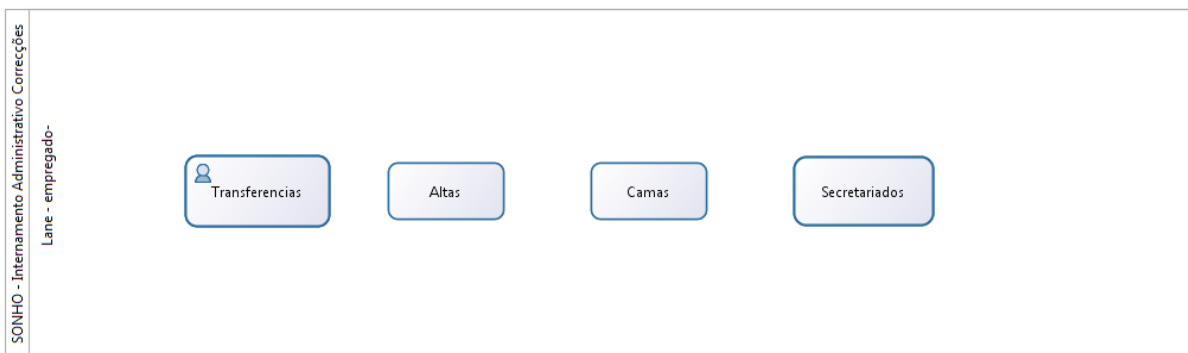 SONHO - Internamento Administrativo Correcções
Lane - empregado-
Transferencias
Altas
Camas
Secretariados